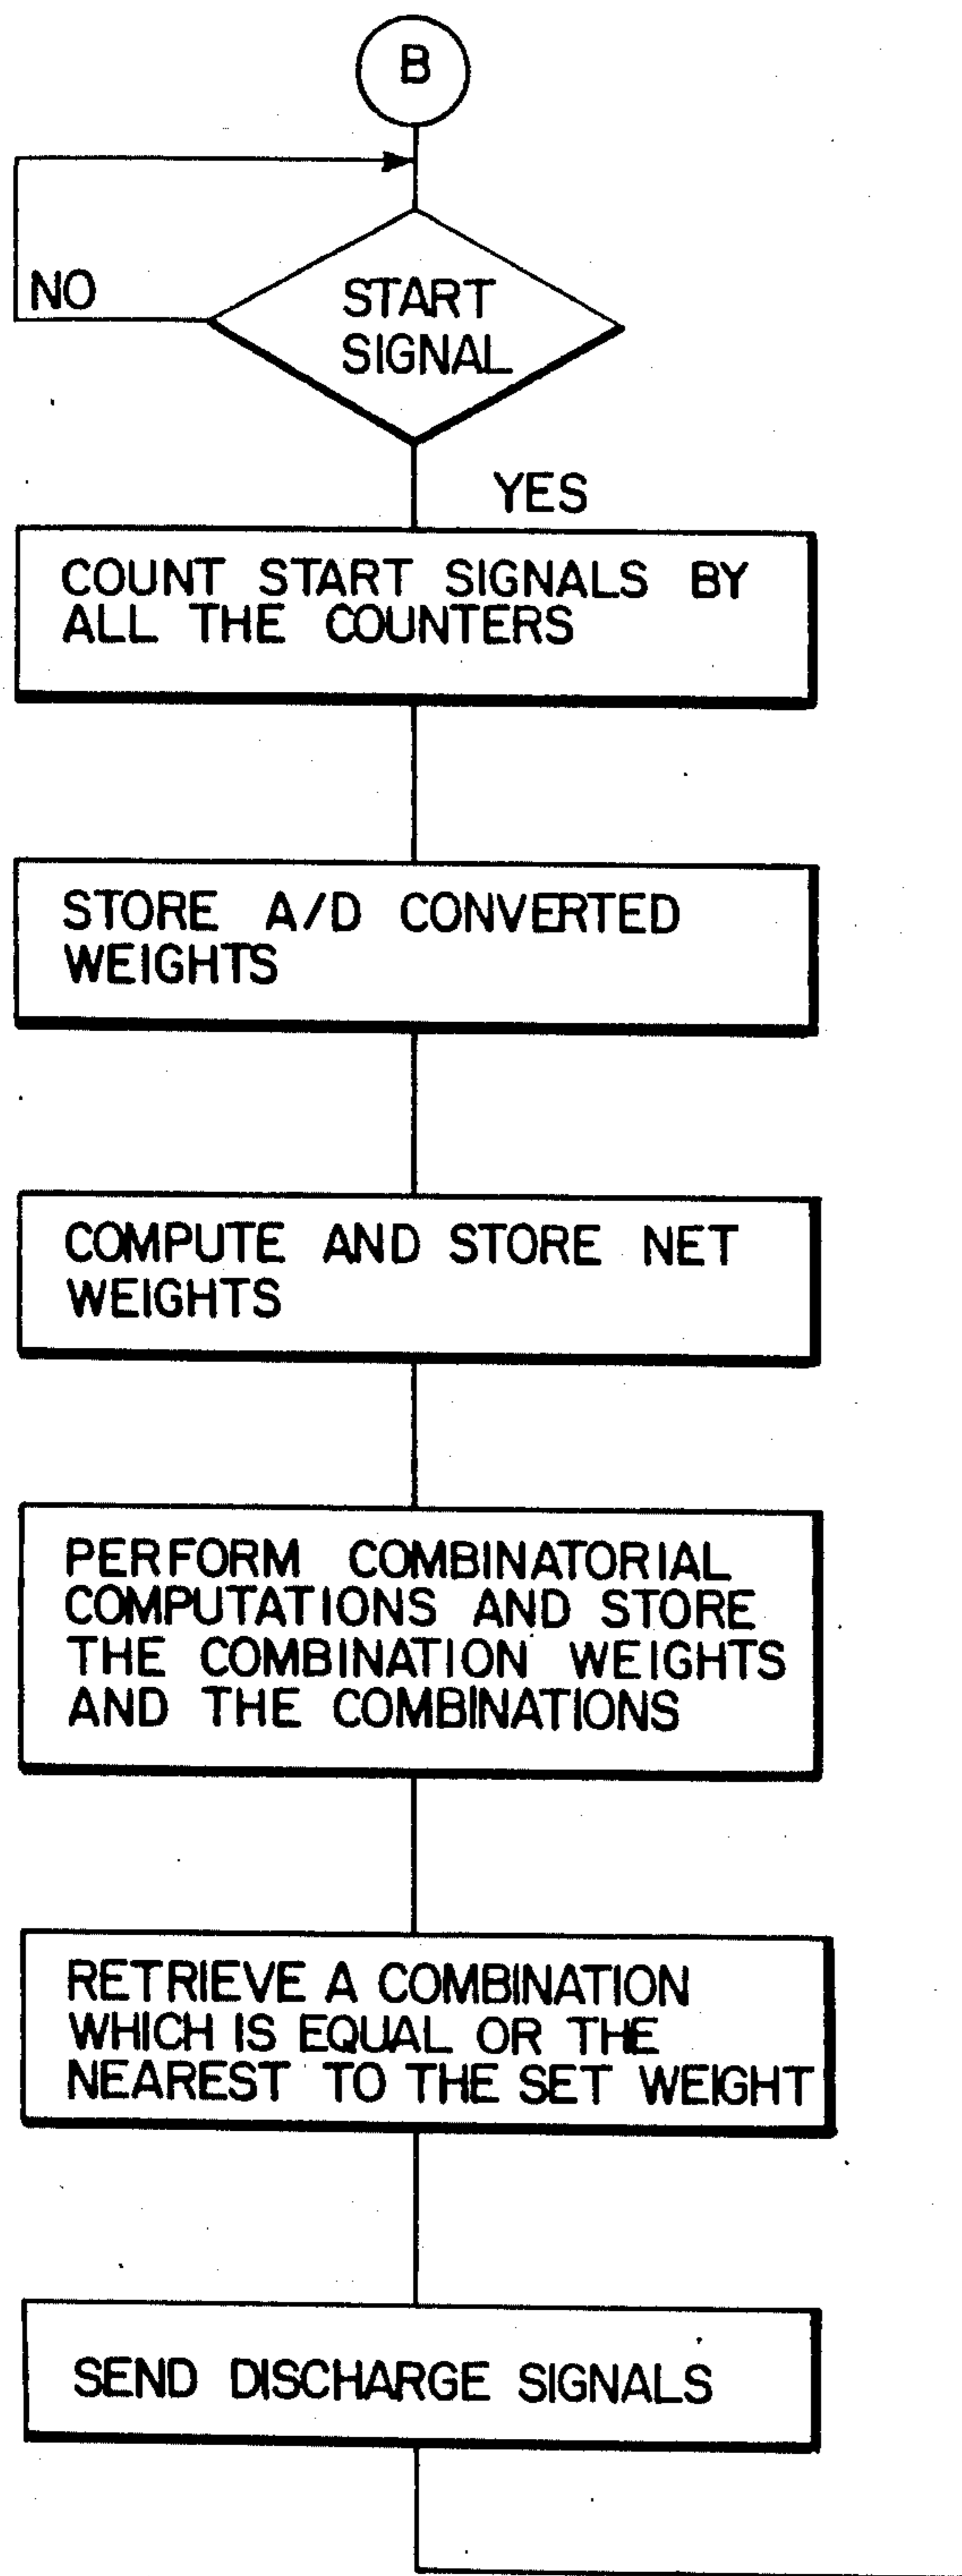 B
START
SIGNAL
NO
YES
COUNT START SIGNALS BY
ALL THE COUNTERS
STORE A/D CONVERTED
WEIGHTS
COMPUTE AND STORE NET
WEIGHTS
PERFORM COMBINATORIAL
COMPUTATIONS AND STORE
THE COMBINATION WEIGHTS
AND THE COMBINATIONS
RETRIEVE A COMBINATION
WHICH IS EQUAL OR THE
NEAREST TO THE SET WEIGHT
SEND DISCHARGE SIGNALS